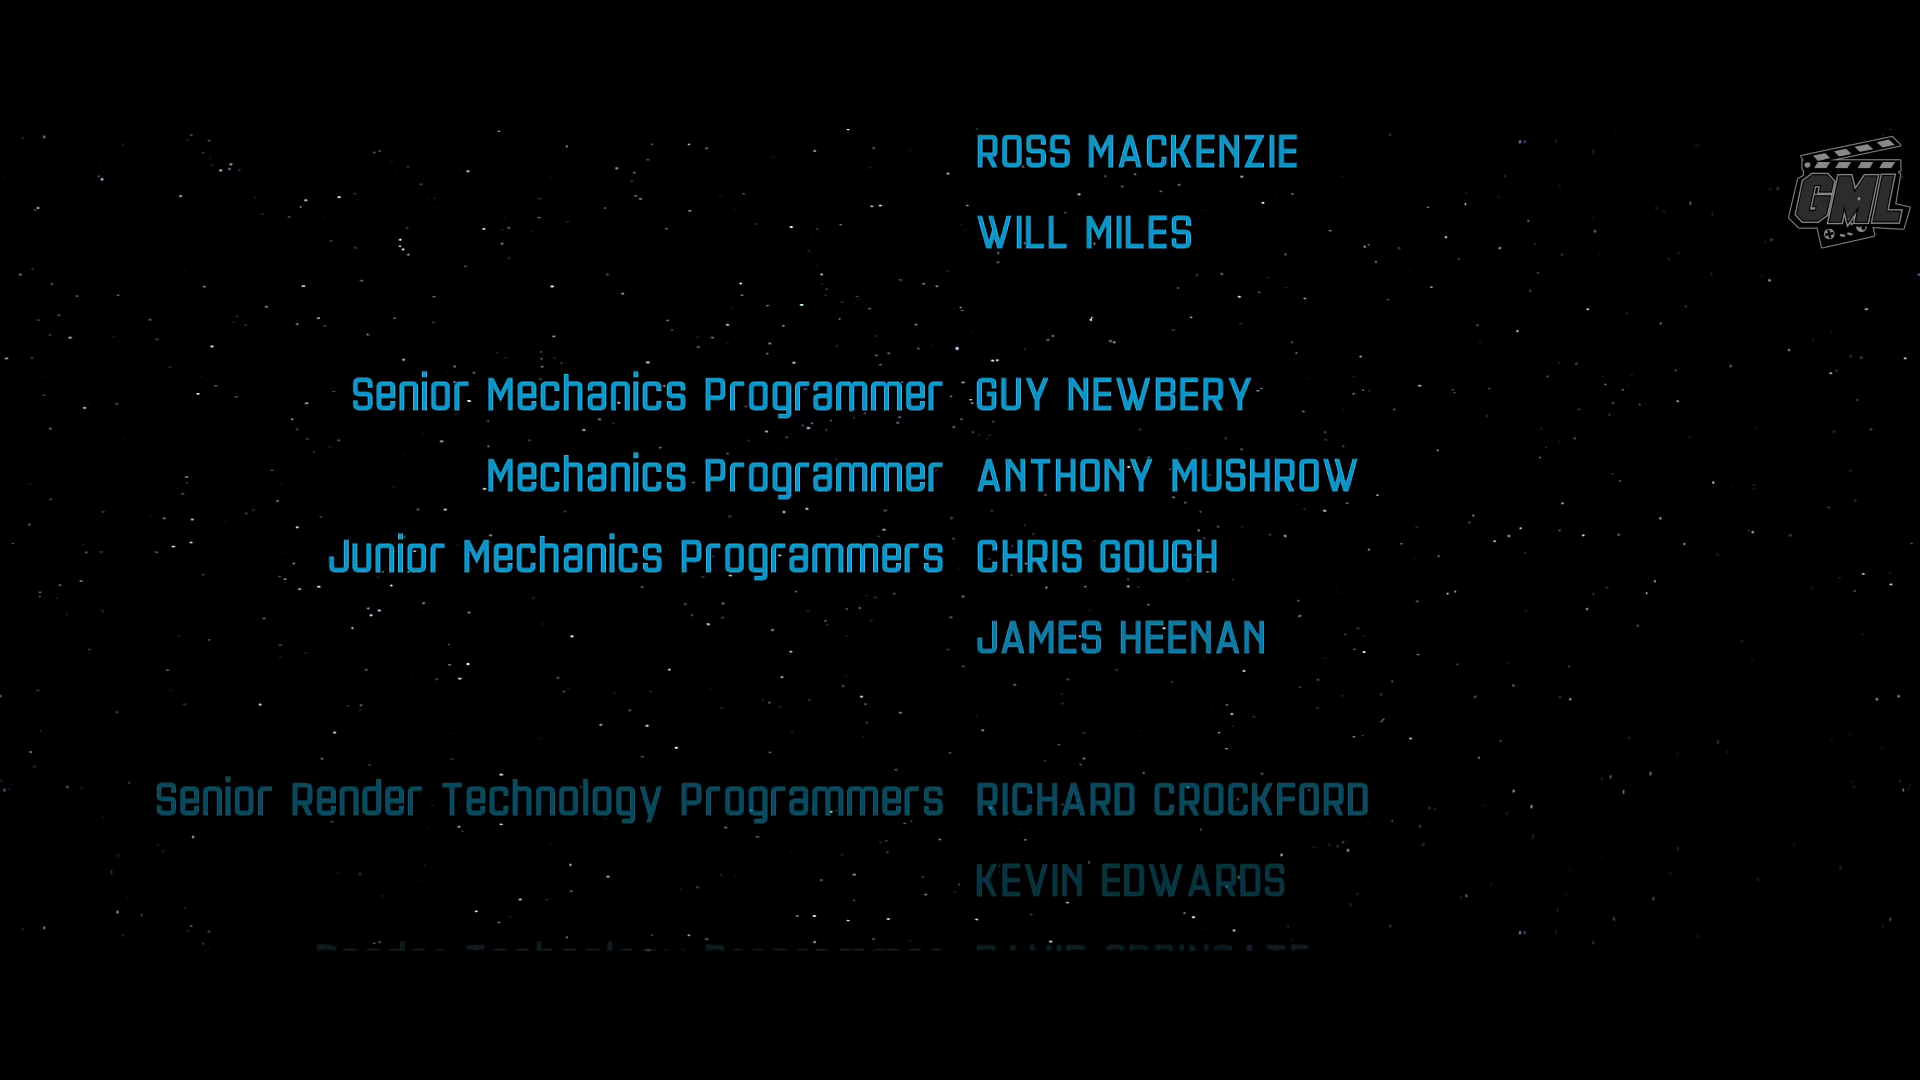 ROSS MACKENZIE
GML
WILL MILES
Senior Mechanics Programmer GUY NEWBERY
Mechanics Programmer ANTHONY MUSHROW
Junior Mechanics Programmers CHRIS GOUGH
JAMES HEENAN
Senior Render Technology Programmers RICHARD CROCKFORD
KEVIN EDWARDS